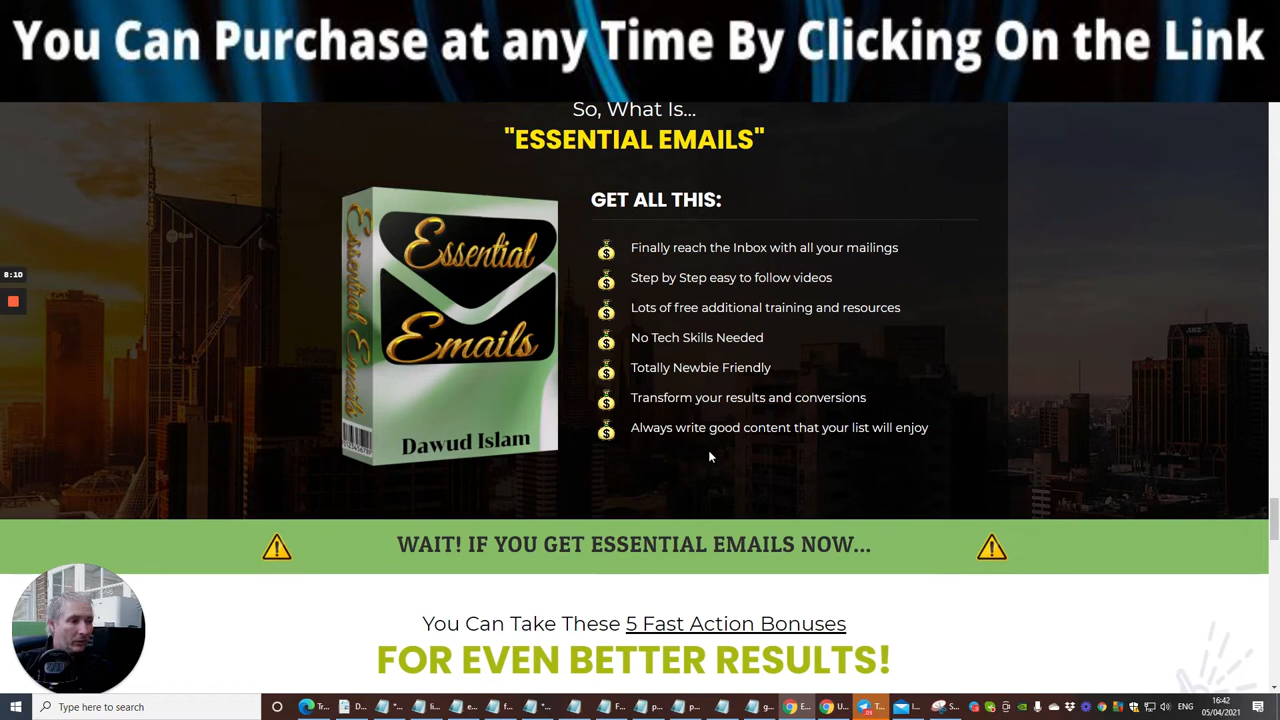 You Can Purchase at any Time By Clicking On the Link
So, What Is...
"ESSENTIAL EMAILS"
GET ALL THIS:
Finally reach the Inbox with all your mailings
Step by Step easy to follow videos
Lots of free additional training and resources
No Tech Skills Needed
Totally Newbie Friendly
Transform your results and conversions
Always write good content that your list will enjoy
Essential Emails
Essential
Emails
Dawud Islam
8:10
WAIT! IF YOU GET ESSENTIAL EMAILS NOW...
You Can Take These 5 Fast Action Bonuses
FOR EVEN BETTER RESULTS!
Type here to search
16:42
05/04/2021